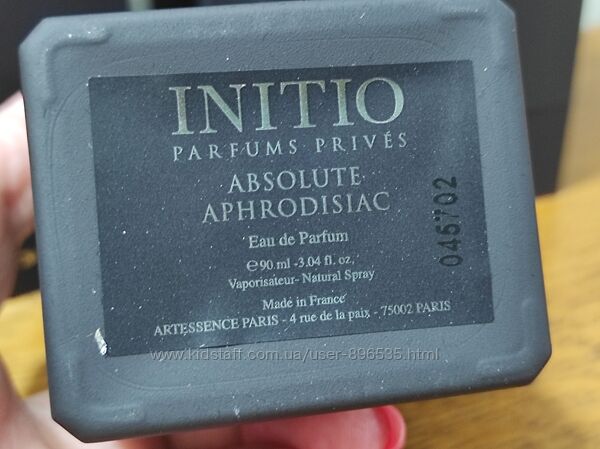 INITIO
PARFUMS PRIVÉS
ABSOLUTE
APHRODISIAC
Eau de Parfum
℮90 ml -3.04 fl. oz,
Vaporisateur- Natural Spray
Made in France
ARTESSENCE PARIS - 4 rue de la paix - 75002 PARIS
045702
www.kidstaff.com.ua/user-896535.html